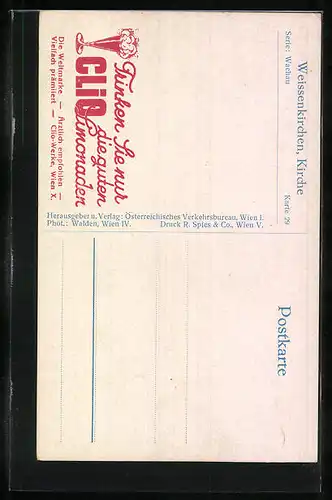 Weissenkirchen, Kirche
Serie: Wachau
Karte 29
Trinken Sie nur
CLIO die guten
Limonaden
Die Weltmarke — Ärztlich empfohlen —
Vielfach prämiiert — Clio-Werke, Wien X.
Herausgeber u. Verlag: Österreichisches Verkehrsbureau, Wien I.
Phot.: Walden, Wien IV. Druck R. Spies & Co., Wien V.
Postkarte